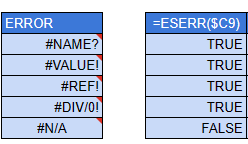 ERROR =ESERR($C9)
#NAME? TRUE
#VALUE! TRUE
#REF! TRUE
#DIV/0! TRUE
#N/A FALSE